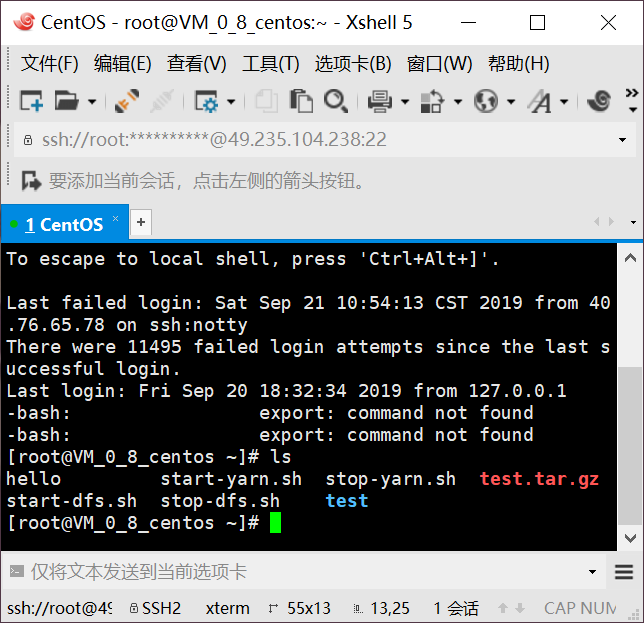 CentOS - root@VM_0_8_centos:~ - Xshell 5
文件(F) 编辑(E) 查看(V) 工具(T) 选项卡(B) 窗口(W) 帮助(H)
ssh://root:**********@49.235.104.238:22
要添加当前会话，点击左侧的箭头按钮。
1 CentOS × +
To escape to local shell, press 'Ctrl+Alt+]'.
Last failed login: Sat Sep 21 10:54:13 CST 2019 from 40
.76.65.78 on ssh:notty
There were 11495 failed login attempts since the last s
uccessful login.
Last login: Fri Sep 20 18:32:34 2019 from 127.0.0.1
-bash:                 export: command not found
-bash:                 export: command not found
[root@VM_0_8_centos ~]# ls
hello         start-yarn.sh  stop-yarn.sh  test.tar.gz
start-dfs.sh  stop-dfs.sh    test
[root@VM_0_8_centos ~]#
仅将文本发送到当前选项卡
ssh://root@49 SSH2 xterm 55x13 13,25 1 会话 CAP NUM